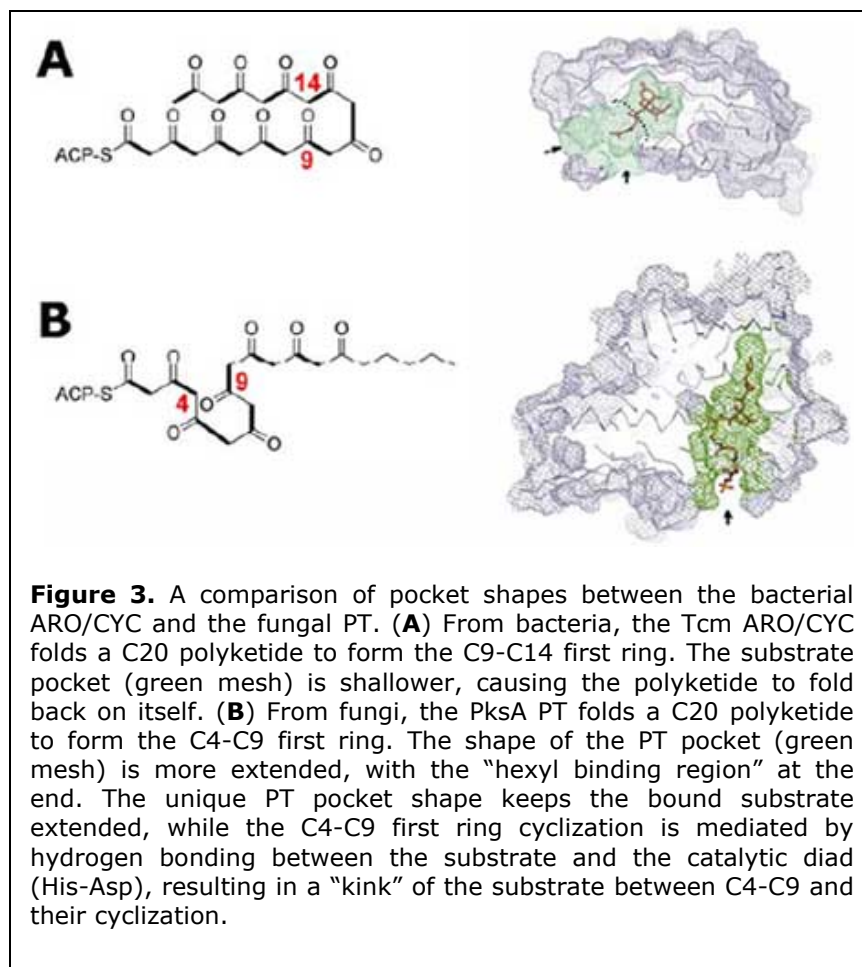 A
O O O O
14
O O O O O
ACP-S
9
O
B
O O O
O O
9
ACP-S
4
O
O
O
Figure 3. A comparison of pocket shapes between the bacterial
ARO/CYC and the fungal PT. (A) From bacteria, the Tcm ARO/CYC
folds a C20 polyketide to form the C9-C14 first ring. The substrate
pocket (green mesh) is shallower, causing the polyketide to fold
back on itself. (B) From fungi, the PksA PT folds a C20 polyketide
to form the C4-C9 first ring. The shape of the PT pocket (green
mesh) is more extended, with the “hexyl binding region” at the
end. The unique PT pocket shape keeps the bound substrate
extended, while the C4-C9 first ring cyclization is mediated by
hydrogen bonding between the substrate and the catalytic diad
(His-Asp), resulting in a “kink” of the substrate between C4-C9 and
their cyclization.